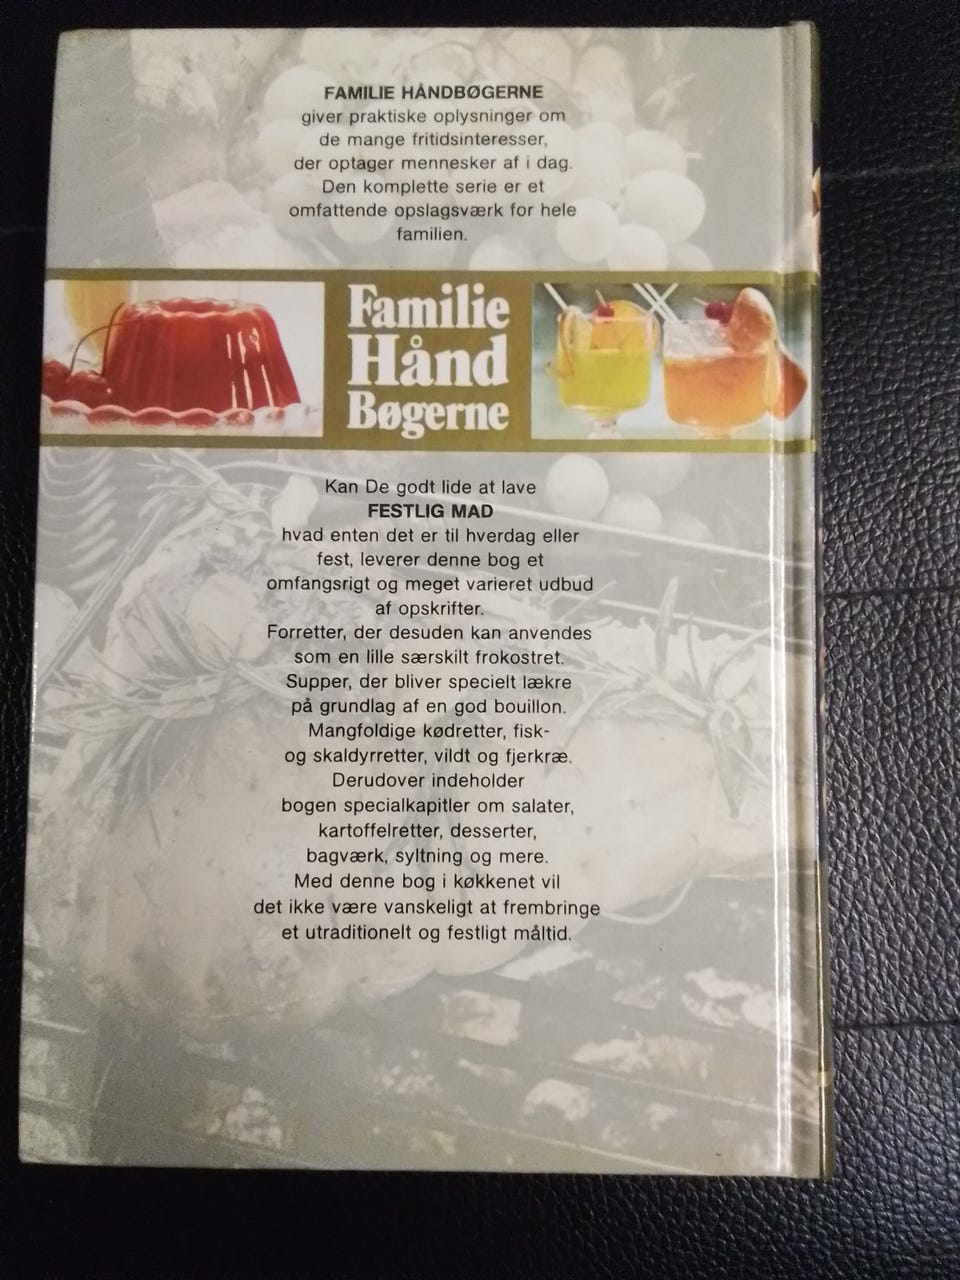 FAMILIE HÅNDBØGERNE
giver praktiske oplysninger om
de mange fritidsinteresser,
der optager mennesker af i dag.
Den komplette serie er et
omfattende opslagsværk for hele
familien.
Familie
Hånd
Bøgerne
Kan De godt lide at lave
FESTLIG MAD
hvad enten det er til hverdag eller
fest, leverer denne bog et
omfangsrigt og meget varieret udbud
af opskrifter.
Forretter, der desuden kan anvendes
som en lille særskilt frokostret.
Supper, der bliver specielt lækre
på grundlag af en god bouillon.
Mangfoldige kødretter, fisk-
og skaldyrretter, vildt og fjerkræ.
Derudover indeholder
bogen specialkapitler om salater,
kartoffelretter, desserter,
bagværk, syltning og mere.
Med denne bog i køkkenet vil
det ikke være vanskeligt at frembringe
et utraditionelt og festligt måltid.